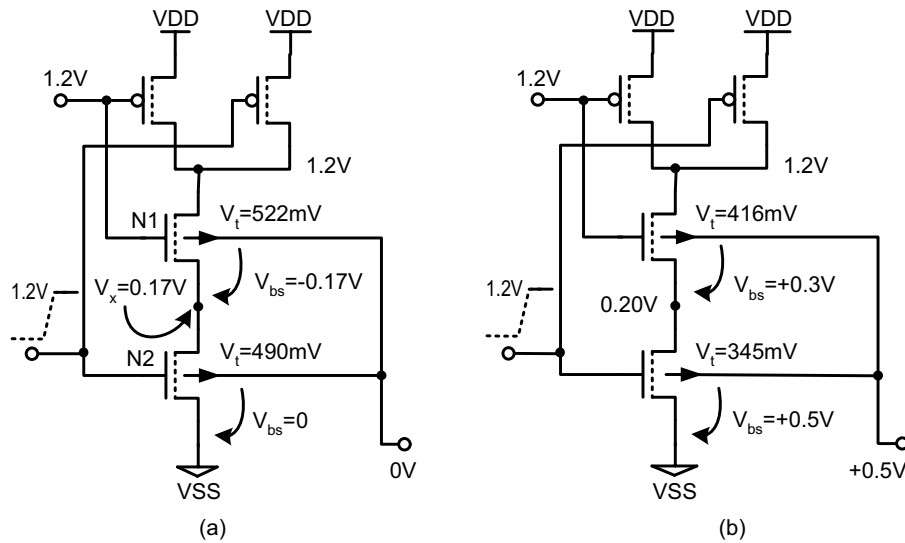 VDD VDD
1.2V
1.2V
N1
Vt=522mV
Vx=0.17V
Vbs=-0.17V
1.2V
N2
Vt=490mV
Vbs=0
0V
VSS
(a)
VDD VDD
1.2V
1.2V
Vt=416mV
0.20V
Vbs=+0.3V
1.2V
Vt=345mV
Vbs=+0.5V
+0.5V
VSS
(b)